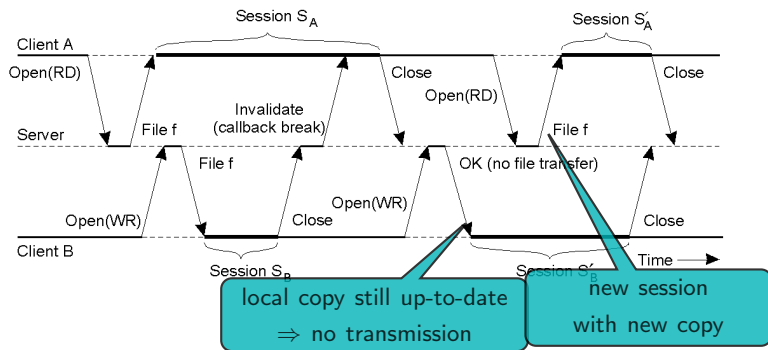 Session S_A
Session S′_A
Client A
Open(RD)
Close
Close
Open(RD)
Invalidate
(callback break)
Server
File f
File f
File f
OK (no file transfer)
Open(WR)
Close
Open(WR)
Close
Client B
Time
Session S_B
Session S′_B
local copy still up-to-date
⇒ no transmission
new session
with new copy